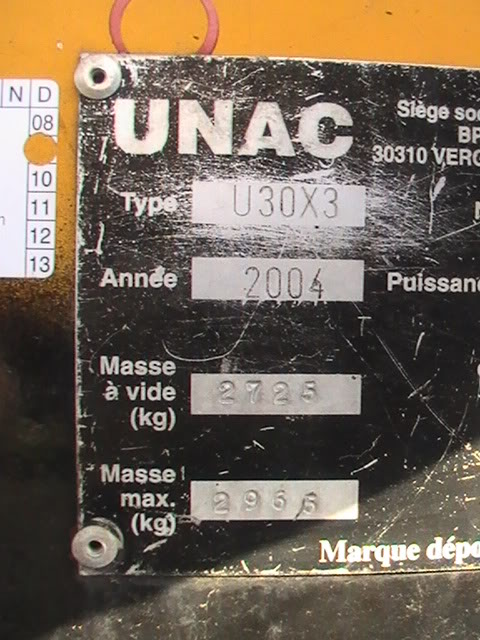 N D
08
10
11
12
13
UNAC
Siège soc
BP
30310 VERG
Type U30X3
Année 2004
Puissanc
Masse
à vide
(kg)
2725
Masse
max.
(kg)
2965
Marque dépo